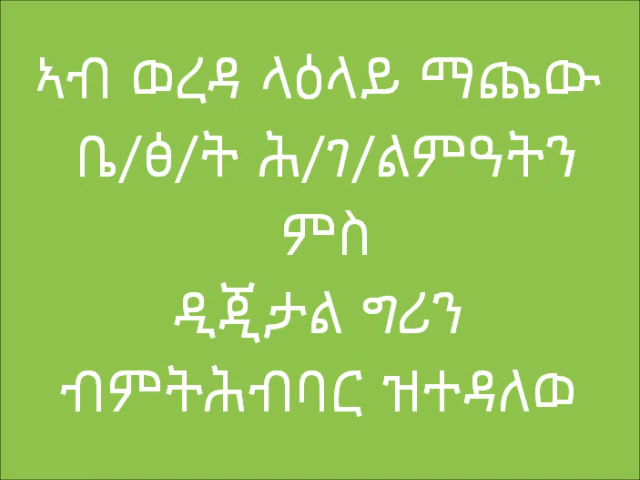 ኣብ ወረዳ ላዕላይ ማጨው
ቤ/ፅ/ት ሕ/ገ/ልምዓትን
ምስ
ዲጂታል ግሪን
ብምትሕብባር ዝተዳለወ